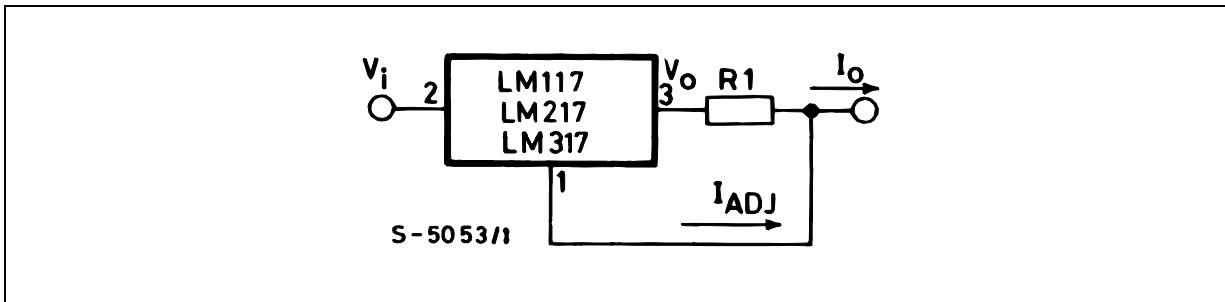 Vi
2
LM117
LM217
LM317
Vo
3
R1
Io
1
IADJ
S-5053/1